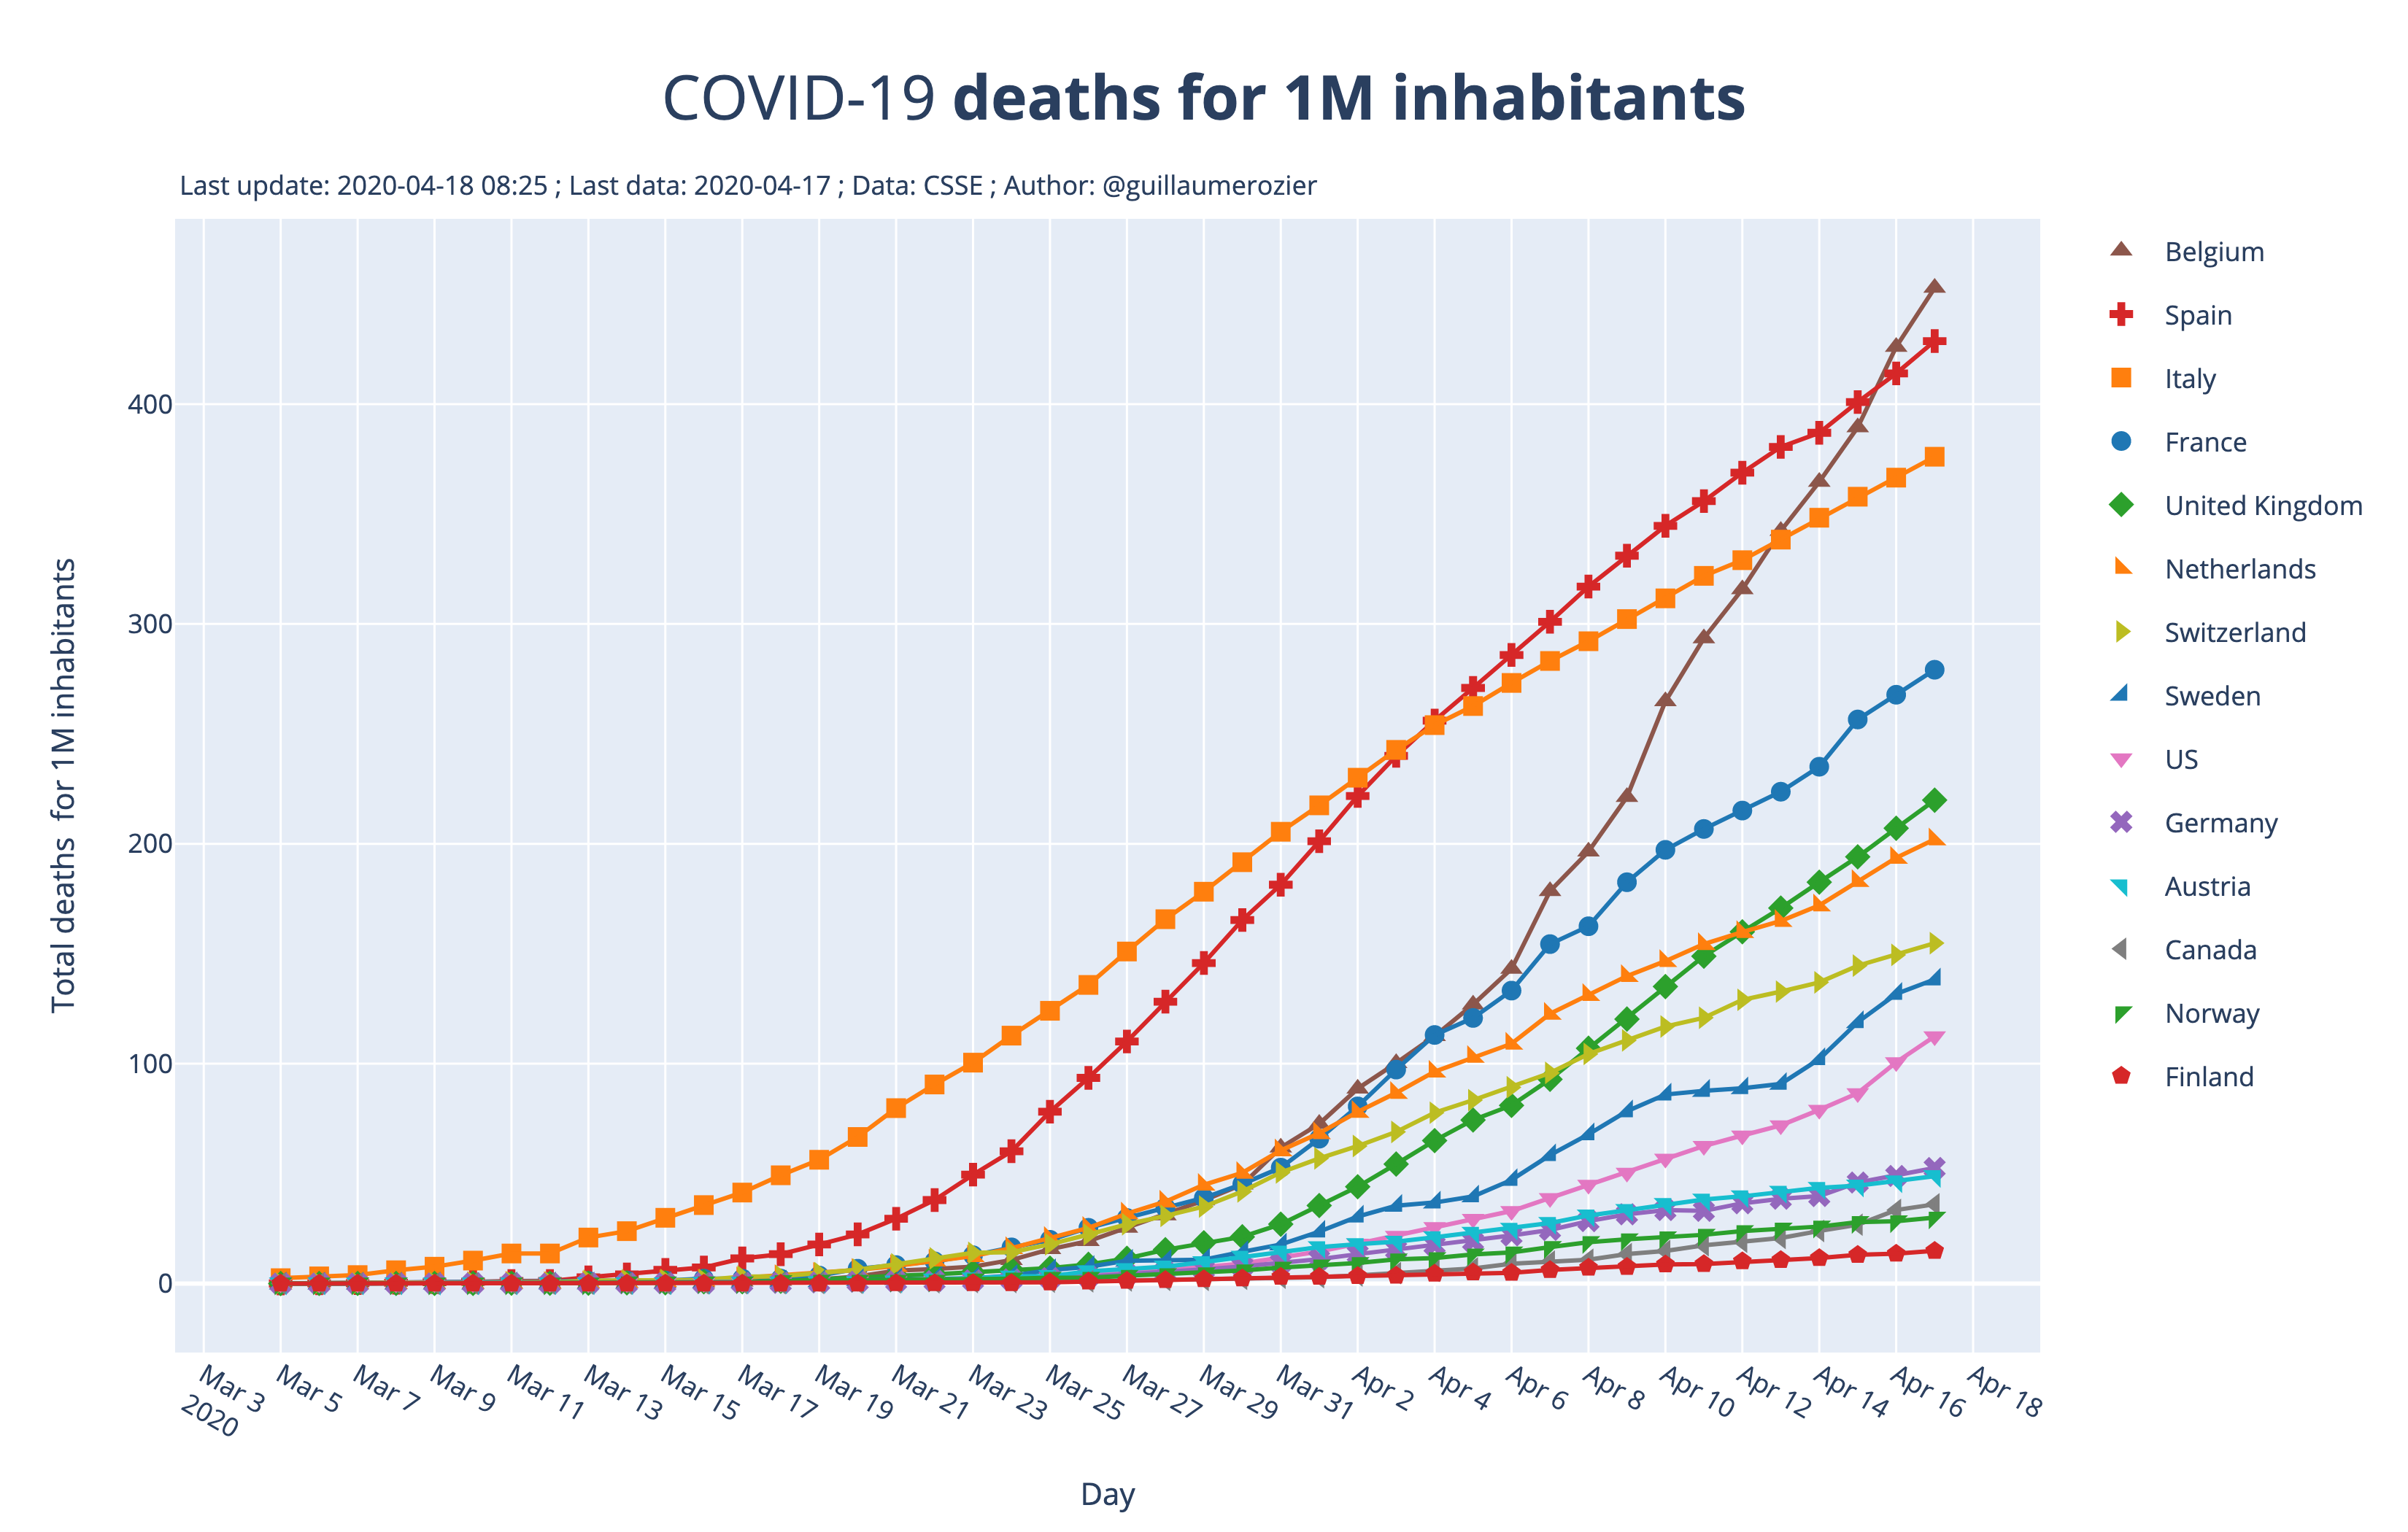 COVID-19 deaths for 1M inhabitants
Last update: 2020-04-18 08:25 ; Last data: 2020-04-17 ; Data: CSSE ; Author: @guillaumerozier
Total deaths for 1M inhabitants
400
300
200
100
0
Mar 3
2020
Mar 5
Mar 7
Mar 9
Mar 11
Mar 13
Mar 15
Mar 17
Mar 19
Mar 21
Mar 23
Mar 25
Mar 27
Mar 29
Mar 31
Apr 2
Apr 4
Apr 6
Apr 8
Apr 10
Apr 12
Apr 14
Apr 16
Apr 18
Day
Belgium
Spain
Italy
France
United Kingdom
Netherlands
Switzerland
Sweden
US
Germany
Austria
Canada
Norway
Finland